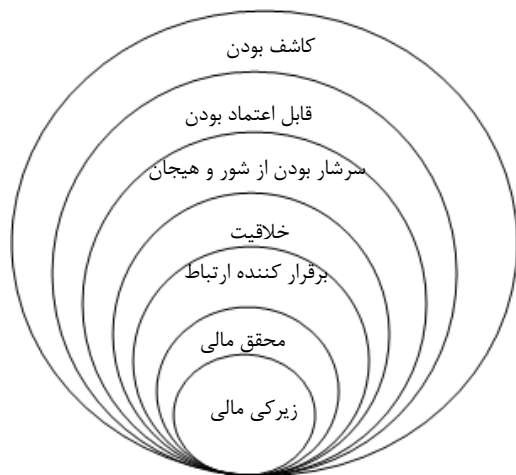 کاشف بودن
قابل اعتماد بودن
سرشار بودن از شور و هیجان
خلاقیت
برقرار کننده ارتباط
محقق مالی
زیرکی مالی